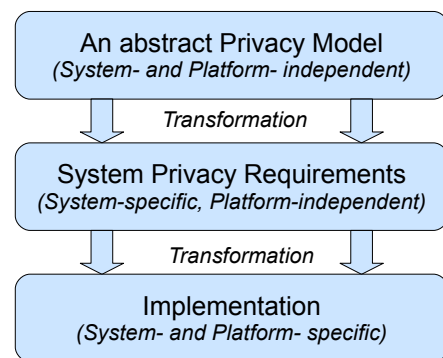 An abstract Privacy Model
(System- and Platform- independent)
Transformation
System Privacy Requirements
(System-specific, Platform-independent)
Transformation
Implementation
(System- and Platform- specific)